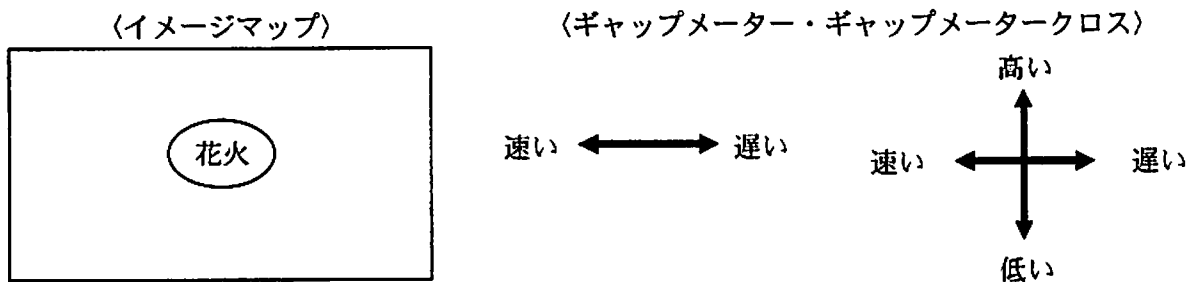 〈イメージマップ〉
花火
〈ギャップメーター・ギャップメータークロス〉
速い
遅い
高い
速い
遅い
低い